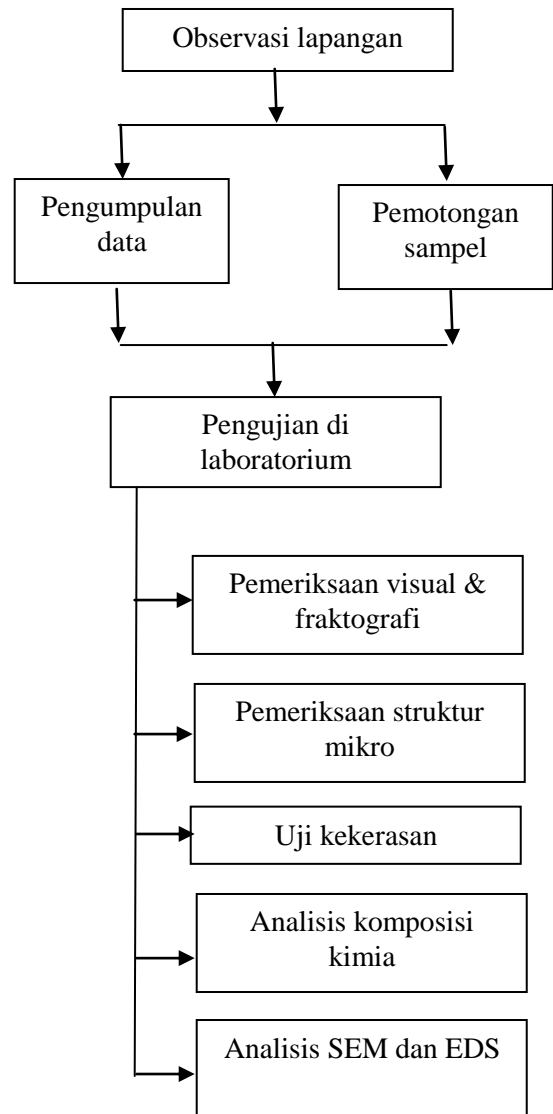 Observasi lapangan
Pengumpulan
data
Pemotongan
sampel
Pengujian di
laboratorium
Pemeriksaan visual &
fraktografi
Pemeriksaan struktur
mikro
Uji kekerasan
Analisis komposisi
kimia
Analisis SEM dan EDS